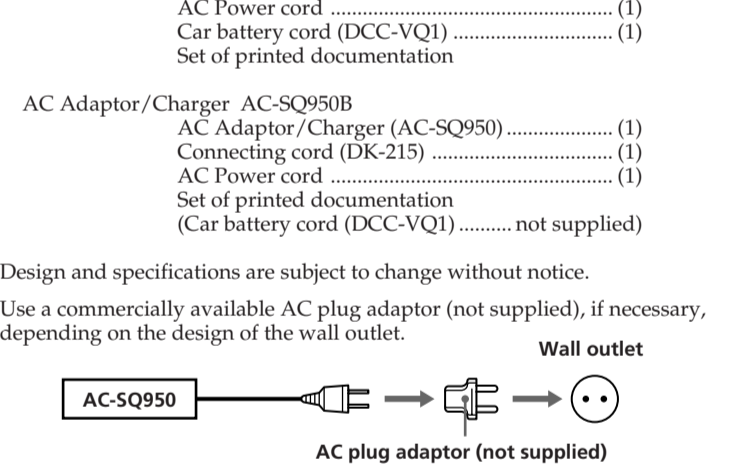 AC Power cord ..................................................... (1)
Car battery cord (DCC-VQ1) .............................. (1)
Set of printed documentation
AC Adaptor/Charger AC-SQ950B
AC Adaptor/Charger (AC-SQ950) .................... (1)
Connecting cord (DK-215) .................................. (1)
AC Power cord ..................................................... (1)
Set of printed documentation
(Car battery cord (DCC-VQ1) .......... not supplied)
Design and specifications are subject to change without notice.
Use a commercially available AC plug adaptor (not supplied), if necessary,
depending on the design of the wall outlet.
Wall outlet
AC-SQ950
AC plug adaptor (not supplied)